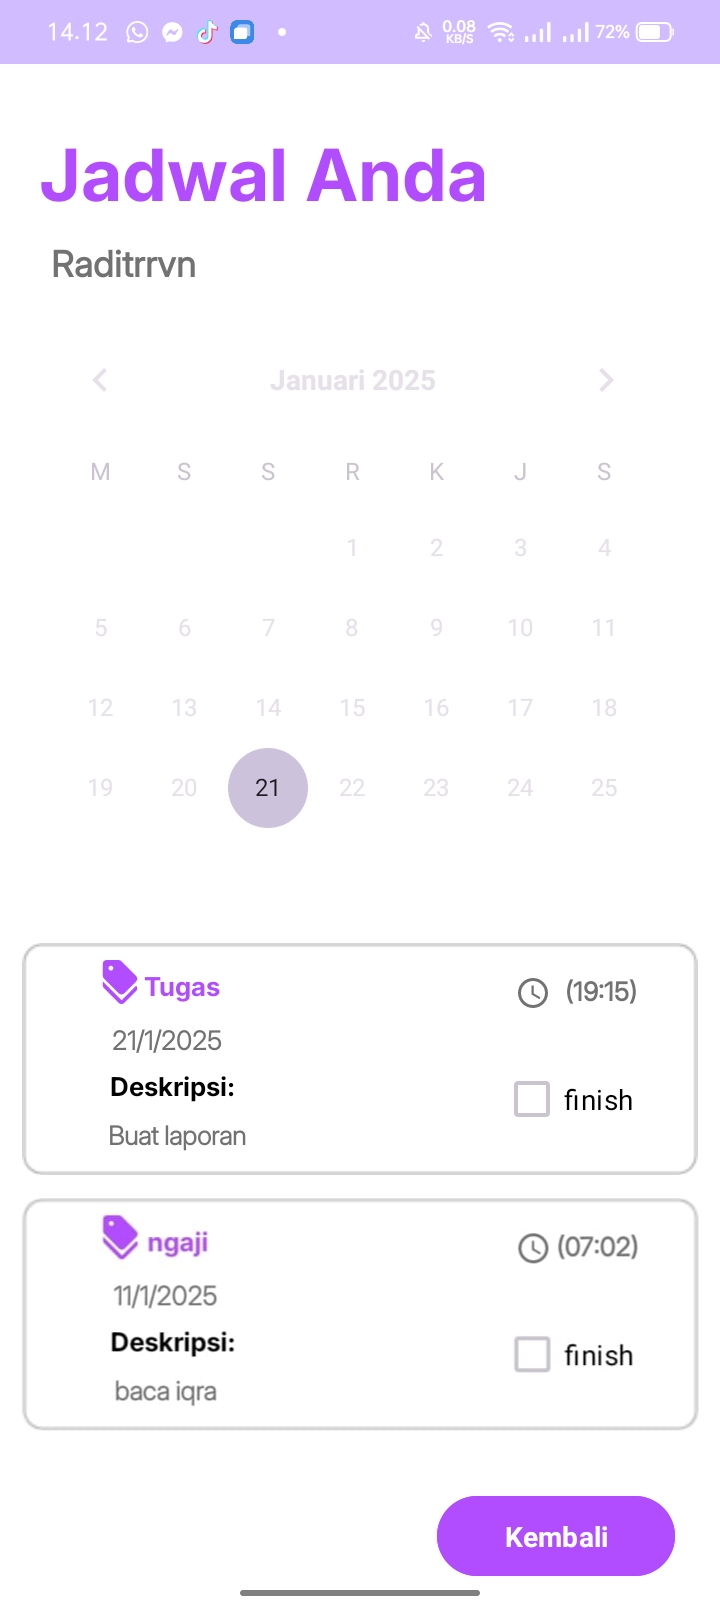 14.12 0.08 KB/S 72%
Jadwal Anda
Raditrrvn
Januari 2025
M S S R K J S
1 2 3 4
5 6 7 8 9 10 11
12 13 14 15 16 17 18
19 20 21 22 23 24 25
Tugas (19:15)
21/1/2025
Deskripsi: finish
Buat laporan
ngaji (07:02)
11/1/2025
Deskripsi: finish
baca iqra
Kembali